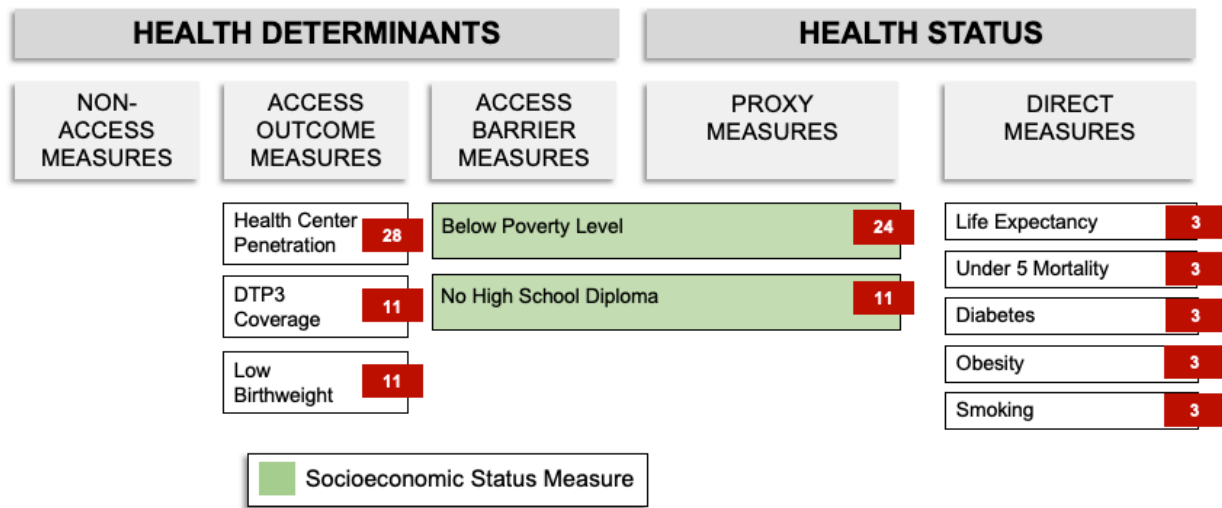 HEALTH DETERMINANTS
HEALTH STATUS
NON-
ACCESS
MEASURES
ACCESS
OUTCOME
MEASURES
ACCESS
BARRIER
MEASURES
PROXY
MEASURES
DIRECT
MEASURES
Health Center
Penetration
28
DTP3
Coverage
11
Low
Birthweight
11
Below Poverty Level
24
No High School Diploma
11
Life Expectancy
3
Under 5 Mortality
3
Diabetes
3
Obesity
3
Smoking
3
Socioeconomic Status Measure